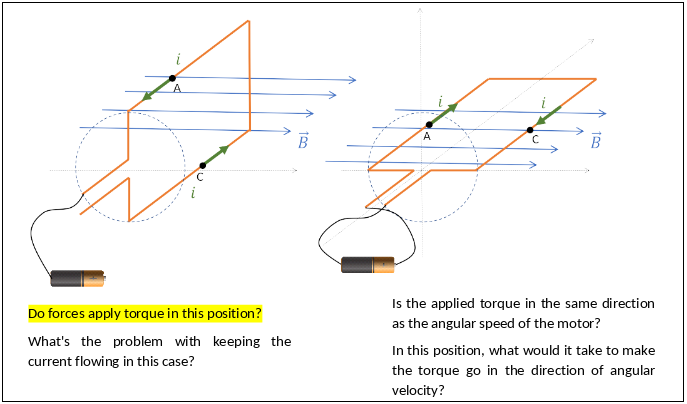 i
A
B
C
i
i
i
A
C
B
Do forces apply torque in this position?
What's the problem with keeping the
current flowing in this case?
Is the applied torque in the same direction
as the angular speed of the motor?
In this position, what would it take to make
the torque go in the direction of angular
velocity?